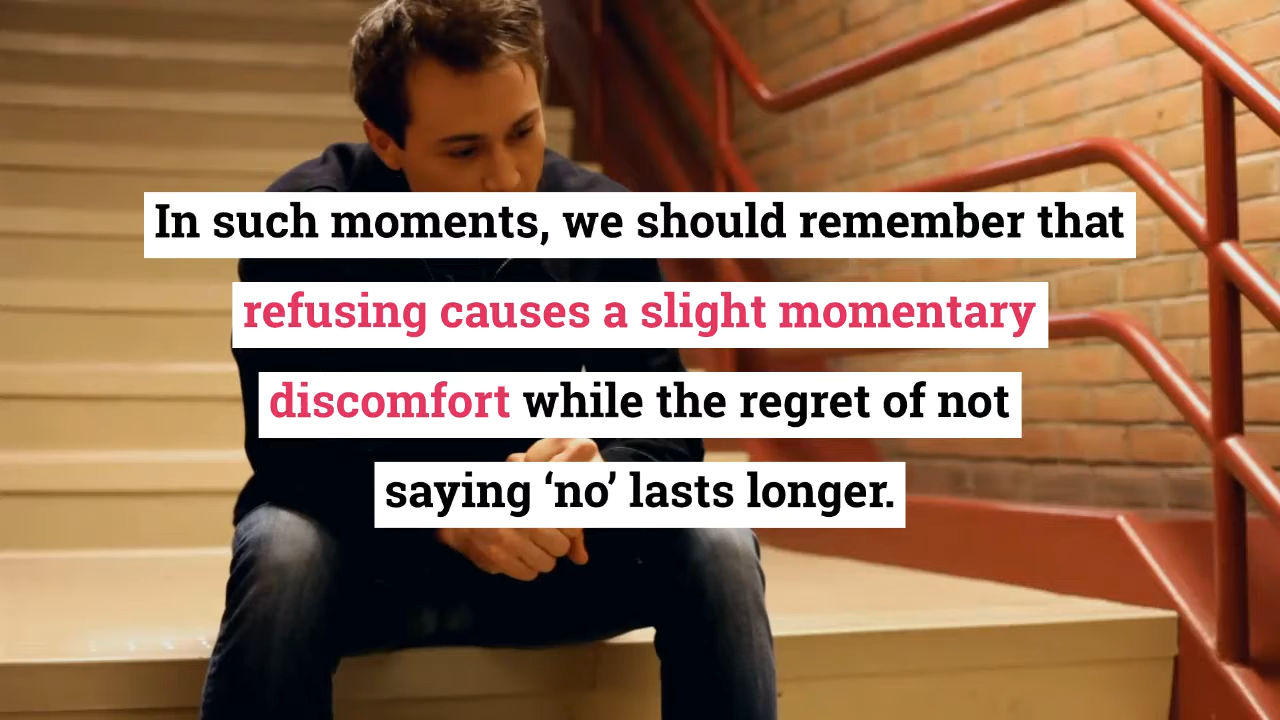 In such moments, we should remember that
refusing causes a slight momentary
discomfort while the regret of not
saying ‘no’ lasts longer.